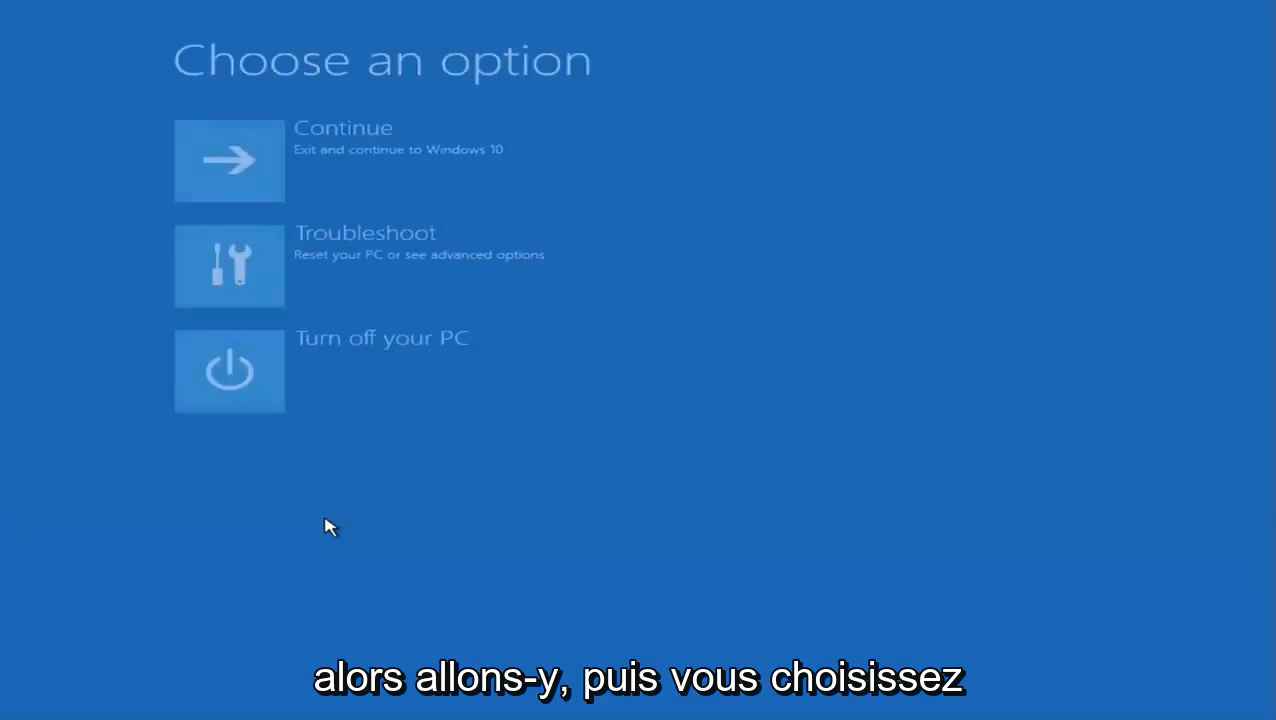 Choose an option
Continue
Exit and continue to Windows 10
Troubleshoot
Reset your PC or see advanced options
Turn off your PC
alors allons-y, puis vous choisissez